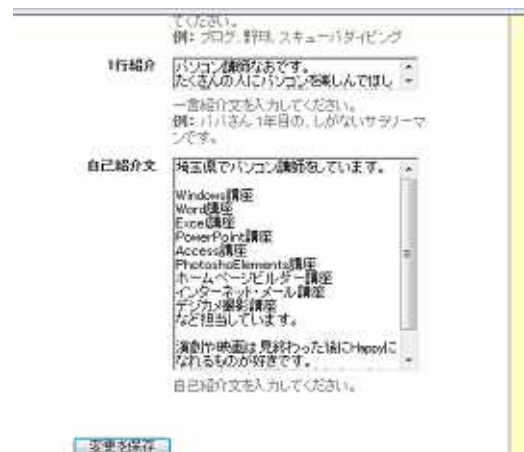 てください。
例: ブログ、野球、スキューバダイビング
1行紹介
パソコン講師なおです。
たくさんの人にパソコンを楽しんでほし
一言紹介文を入力してください。
例: パパさん1年目の、しがないサラリーマ
ンです。
自己紹介文
埼玉県でパソコン講師をしています。
Windows講座
Word講座
Excel講座
PowerPoint講座
Access講座
PhotoshoElements講座
ホームページビルダー講座
インターネット・メール講座
デジカメ撮影講座
など担当しています。
演劇や映画は見終わった後にHappyに
なれるものが好きです。
自己紹介文を入力してください。
変更を保存